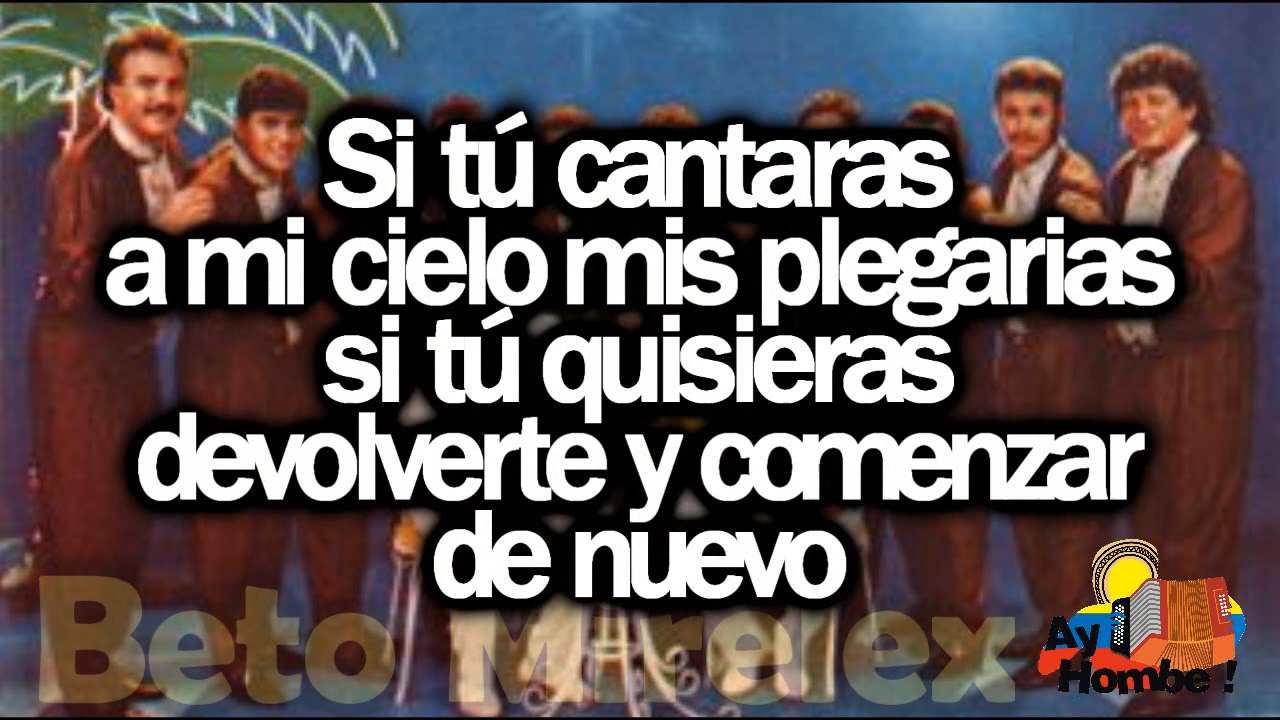 Si tú cantaras
a mi cielo mis plegarias
si tú quisieras
devolverte y comenzar
de nuevo
Beto Mirelex
Ay
Hombe !